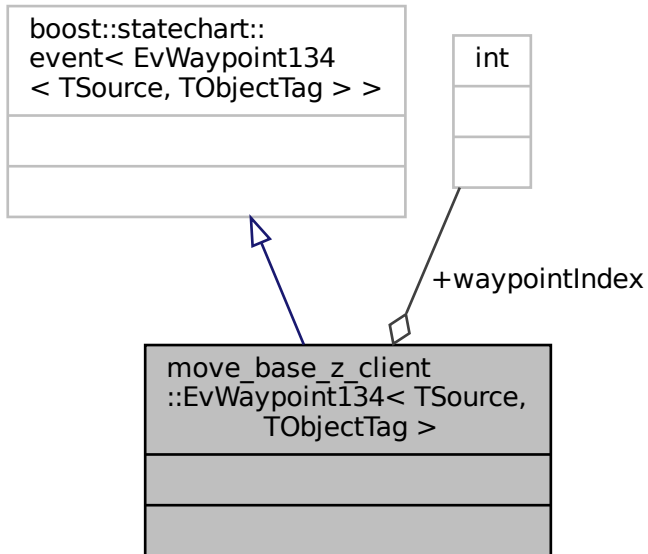 boost::statechart::
event< EvWaypoint134
< TSource, TObjectTag > >
int
+waypointIndex
move_base_z_client
::EvWaypoint134< TSource,
TObjectTag >